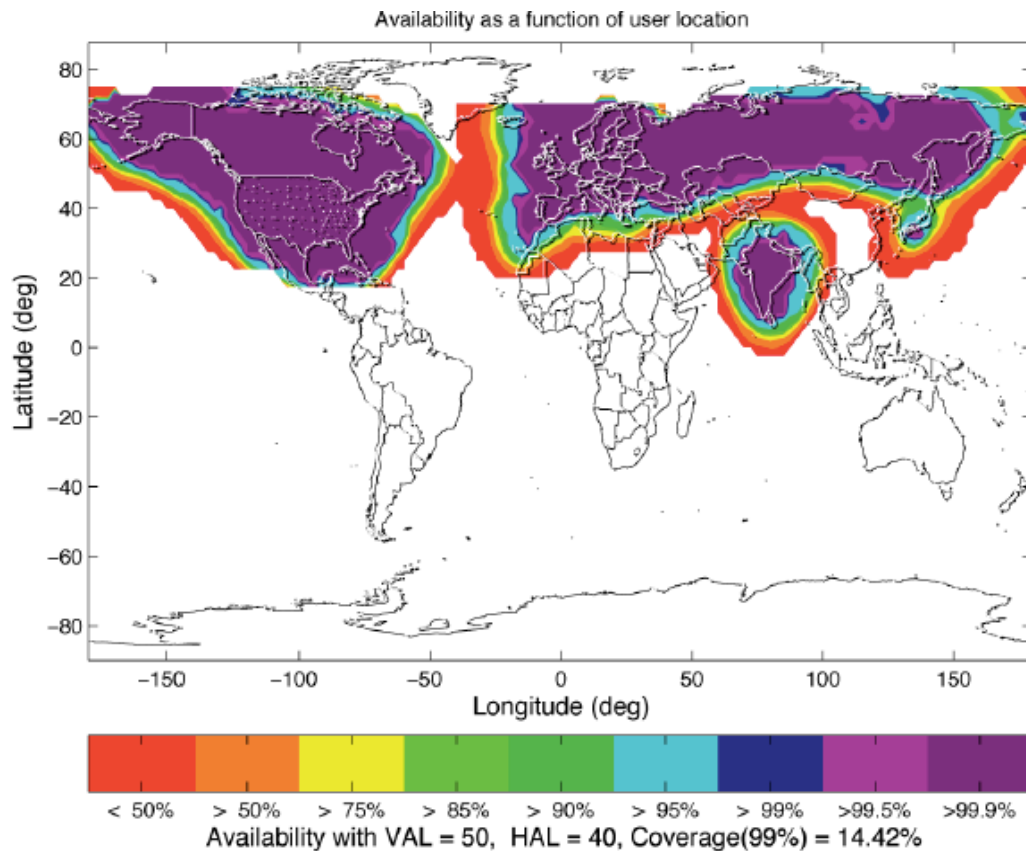 Availability as a function of user location
80
60
40
20
0
−20
−40
−60
−80
Latitude (deg)
−150 −100 −50 0 50 100 150
Longitude (deg)
< 50% > 50% > 75% > 85% > 90% > 95% > 99% >99.5% >99.9%
Availability with VAL = 50, HAL = 40, Coverage(99%) = 14.42%